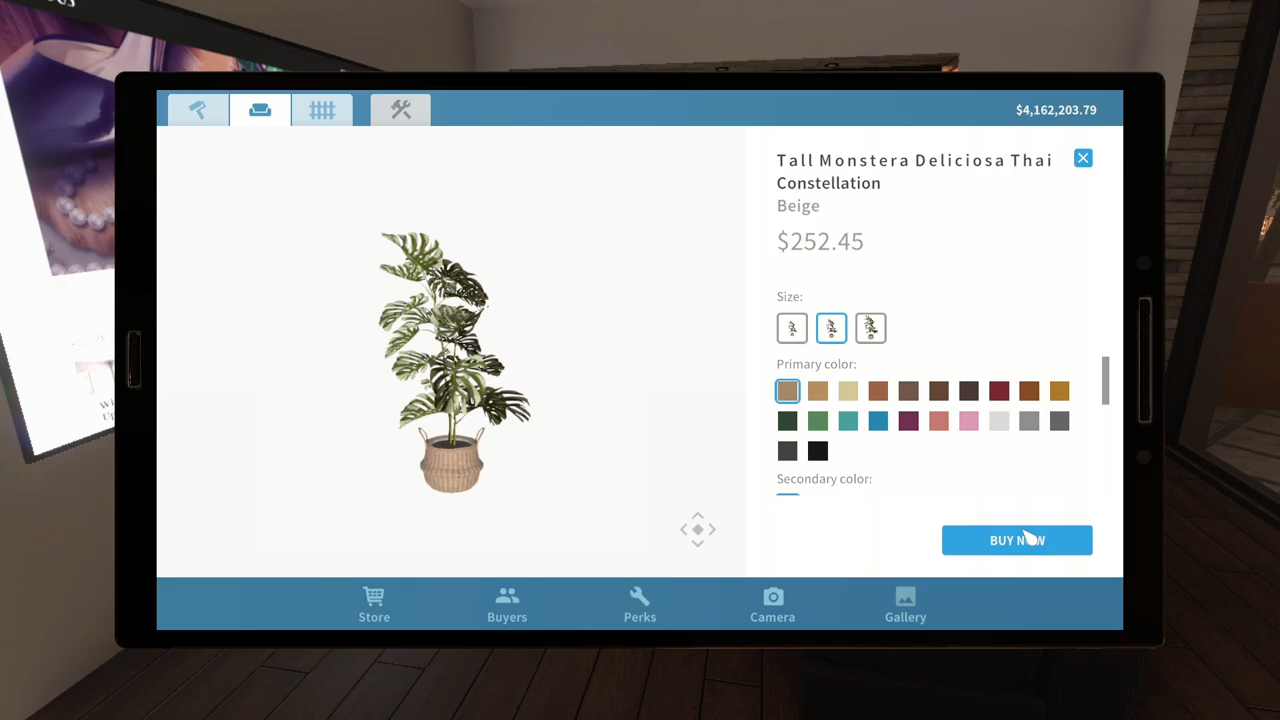 $4,162,203.79
Tall Monstera Deliciosa Thai
Constellation
Beige
$252.45
Size:
Primary color:
Secondary color:
BUY NOW
Store
Buyers
Perks
Camera
Gallery